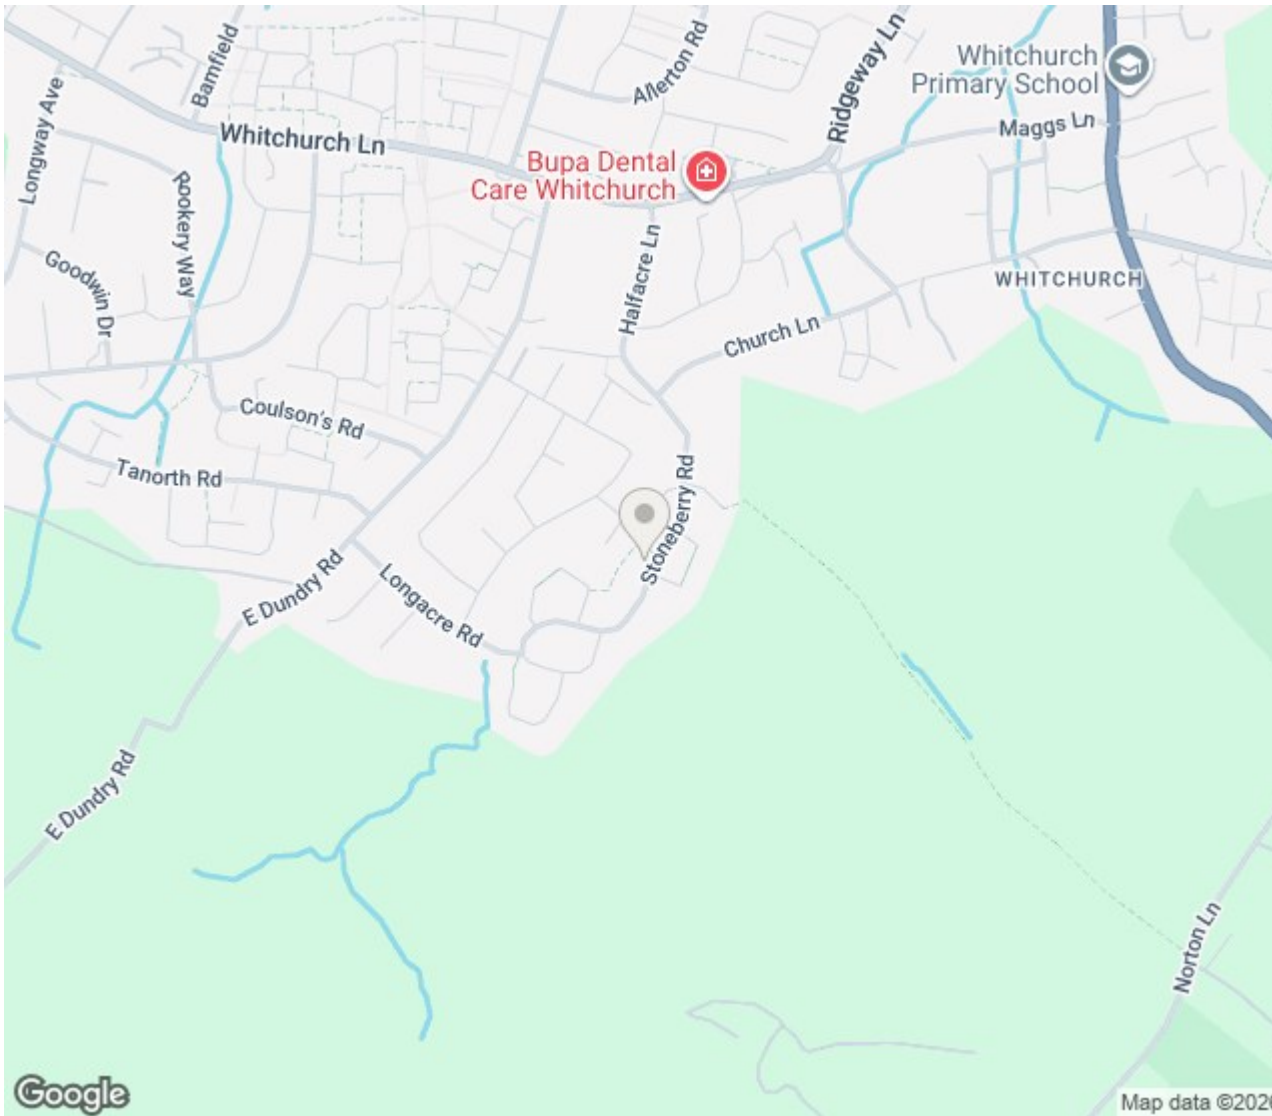 Bamfield
Allerton Rd
Ridgeway Ln
Whitchurch
Primary School
Longway Ave
Whitchurch Ln
Maggs Ln
Bupa Dental
Care Whitchurch
Rookery Way
Goodwin Dr
Halfacre Ln
WHITCHURCH
Church Ln
Coulson's Rd
Tanorth Rd
Stoneberry Rd
E Dundry Rd
Longacre Rd
E Dundry Rd
Norton Ln
Google
Map data ©2026